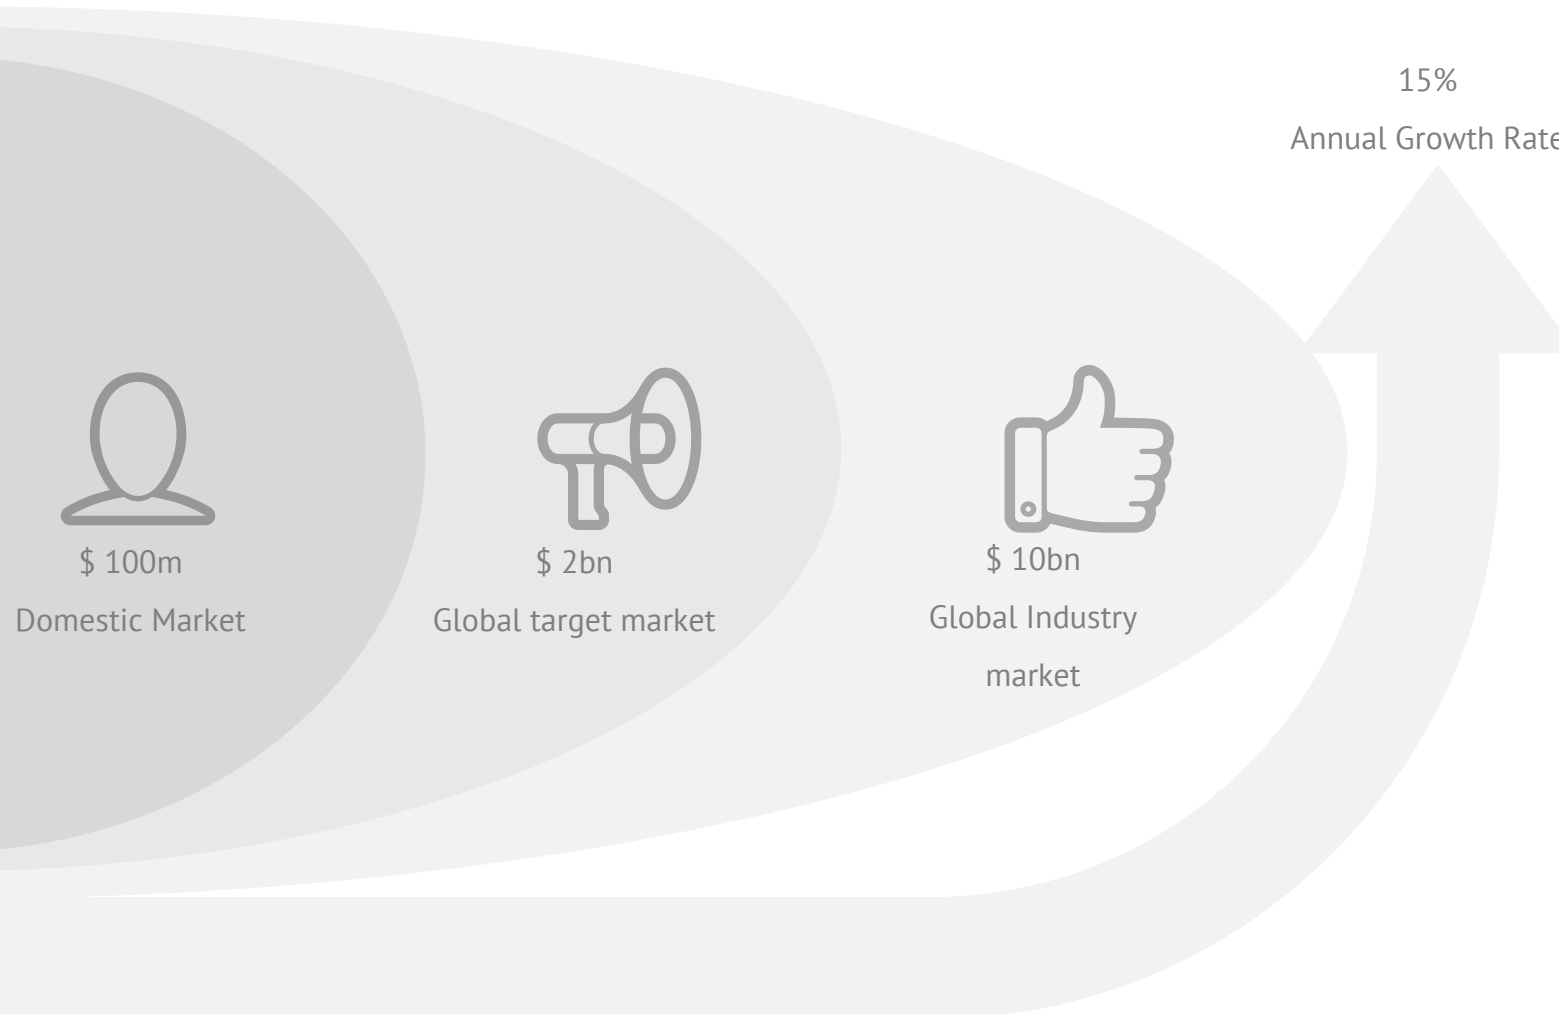 15%
Annual Growth Rate
$ 100m
Domestic Market
$ 2bn
Global target market
$ 10bn
Global Industry
market